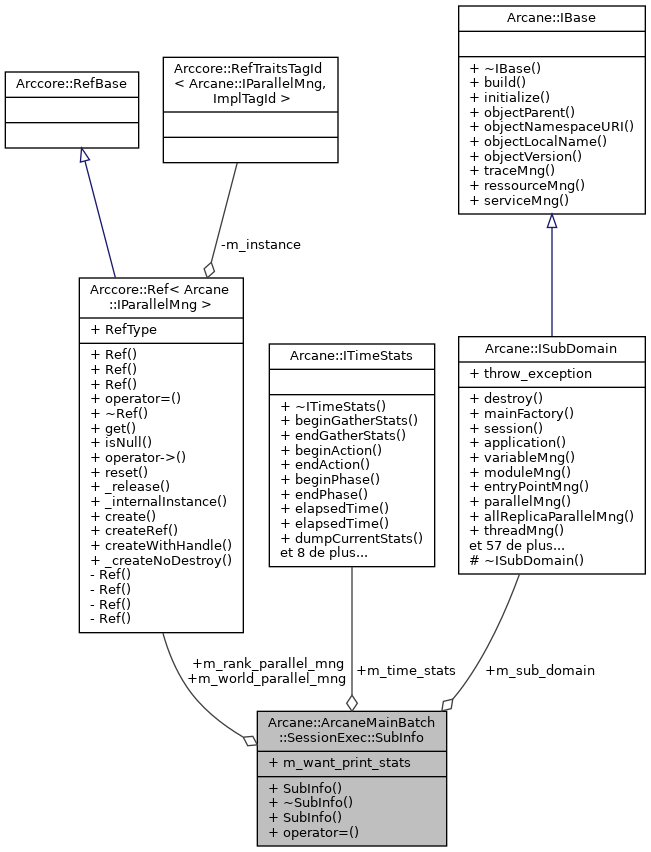 Arcane::IBase
+ ~IBase()
+ build()
+ initialize()
+ objectParent()
+ objectNamespaceURI()
+ objectLocalName()
+ objectVersion()
+ traceMng()
+ ressourceMng()
+ serviceMng()
Arccore::RefTraitsTagId
< Arcane::IParallelMng,
ImplTagId >
Arccore::RefBase
-m_instance
Arccore::Ref< Arcane
::IParallelMng >
+ RefType
+ Ref()
+ Ref()
+ Ref()
+ operator=()
+ ~Ref()
+ get()
+ isNull()
+ operator->()
+ reset()
+ _release()
+ _internalInstance()
+ create()
+ createRef()
+ createWithHandle()
+ _createNoDestroy()
- Ref()
- Ref()
- Ref()
- Ref()
Arcane::ITimeStats
+ ~ITimeStats()
+ beginGatherStats()
+ endGatherStats()
+ beginAction()
+ endAction()
+ beginPhase()
+ endPhase()
+ elapsedTime()
+ elapsedTime()
+ dumpCurrentStats()
et 8 de plus...
Arcane::ISubDomain
+ throw_exception
+ destroy()
+ mainFactory()
+ session()
+ application()
+ variableMng()
+ moduleMng()
+ entryPointMng()
+ parallelMng()
+ allReplicaParallelMng()
+ threadMng()
et 57 de plus...
# ~ISubDomain()
+m_rank_parallel_mng
+m_world_parallel_mng
+m_time_stats
+m_sub_domain
Arcane::ArcaneMainBatch
::SessionExec::SubInfo
+ m_want_print_stats
+ SubInfo()
+ ~SubInfo()
+ SubInfo()
+ operator=()